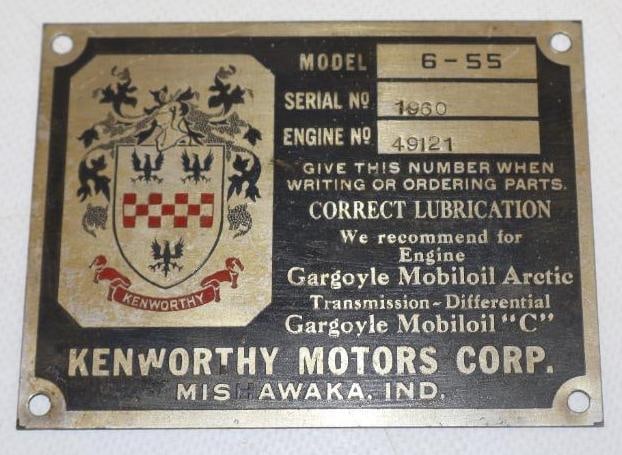 MODEL 6-55
SERIAL NO 1960
ENGINE NO 49121
GIVE THIS NUMBER WHEN
WRITING OR ORDERING PARTS.
CORRECT LUBRICATION
We recommend for
Engine
Gargoyle Mobiloil Arctic
Transmission-Differential
Gargoyle Mobiloil "C"
KENWORTHY
KENWORTHY MOTORS CORP.
MISHAWAKA, IND.